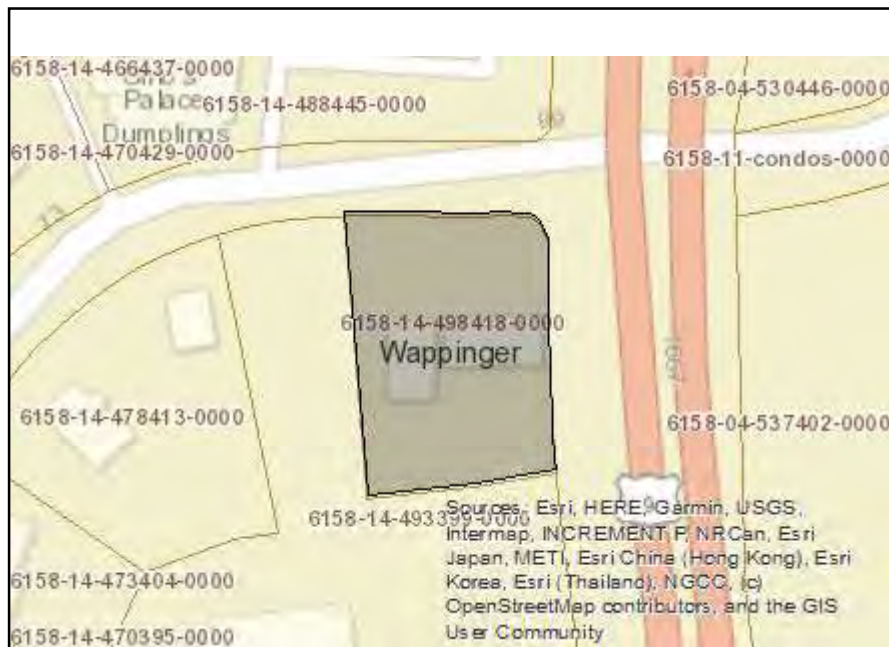 6158-14-466437-0000
Palace
Dumplings
6158-14-488445-0000
6158-14-470429-0000
6158-04-530446-0000
6158-11-condos-0000
6158-14-498418-0000
Wappinger
6158-14-478413-0000
6158-04-537402-0000
9
6158-14-493399-0000
Sources: Esri, HERE, Garmin, USGS,
Intermap, INCREMENT P, NRCan, Esri
Japan, METI, Esri China (Hong Kong), Esri
Korea, Esri (Thailand), NGCC, (c)
OpenStreetMap contributors, and the GIS
User Community
6158-14-473404-0000
6158-14-470395-0000